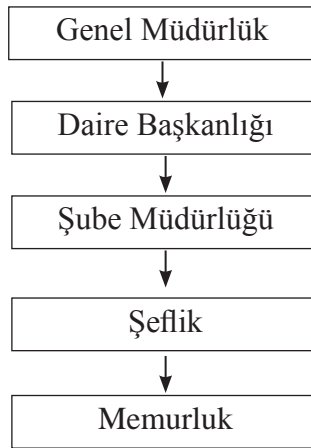 Genel Müdürlük
Daire Başkanlığı
Şube Müdürlüğü
Şeflik
Memurluk